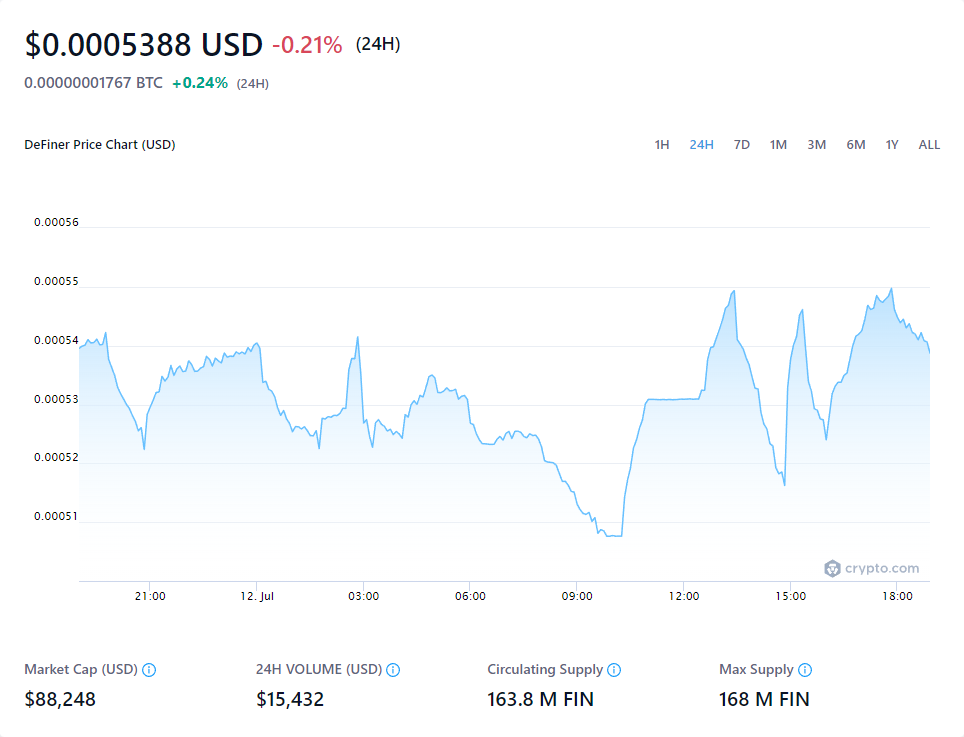 $0.0005388 USD -0.21% (24H)
0.00000001767 BTC +0.24% (24H)
DeFiner Price Chart (USD) 1H 24H 7D 1M 3M 6M 1Y ALL
0.00056
0.00055
0.00054
0.00053
0.00052
0.00051
crypto.com
21:00 12. Jul 03:00 06:00 09:00 12:00 15:00 18:00
Market Cap (USD) 24H VOLUME (USD) Circulating Supply Max Supply
$88,248 $15,432 163.8 M FIN 168 M FIN